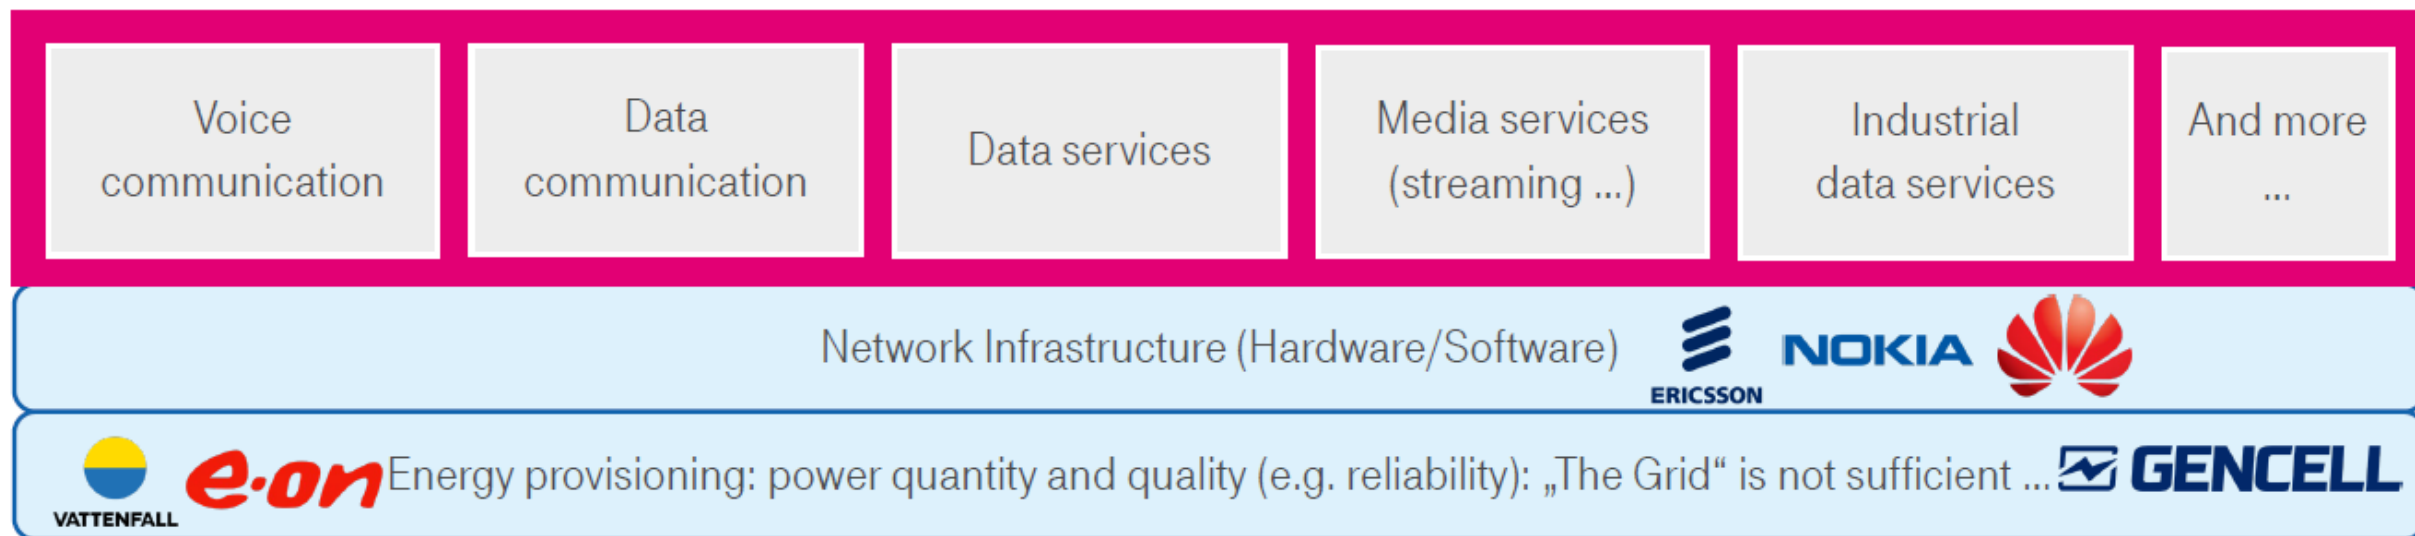 Voice
communication
Data
communication
Data services
Media services
(streaming ...)
Industrial
data services
And more
...
Network Infrastructure (Hardware/Software)
ERICSSON
NOKIA
VATTENFALL
e·on
Energy provisioning: power quantity and quality (e.g. reliability): „The Grid“ is not sufficient ...
GENCELL